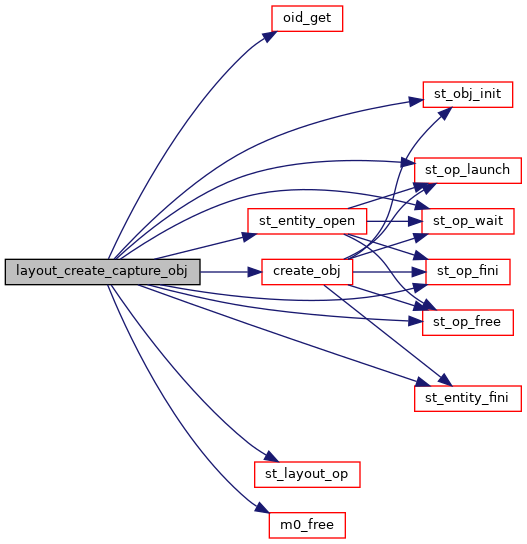 oid_get
st_obj_init
st_op_launch
st_entity_open
st_op_wait
layout_create_capture_obj
create_obj
st_op_fini
st_op_free
st_entity_fini
st_layout_op
m0_free